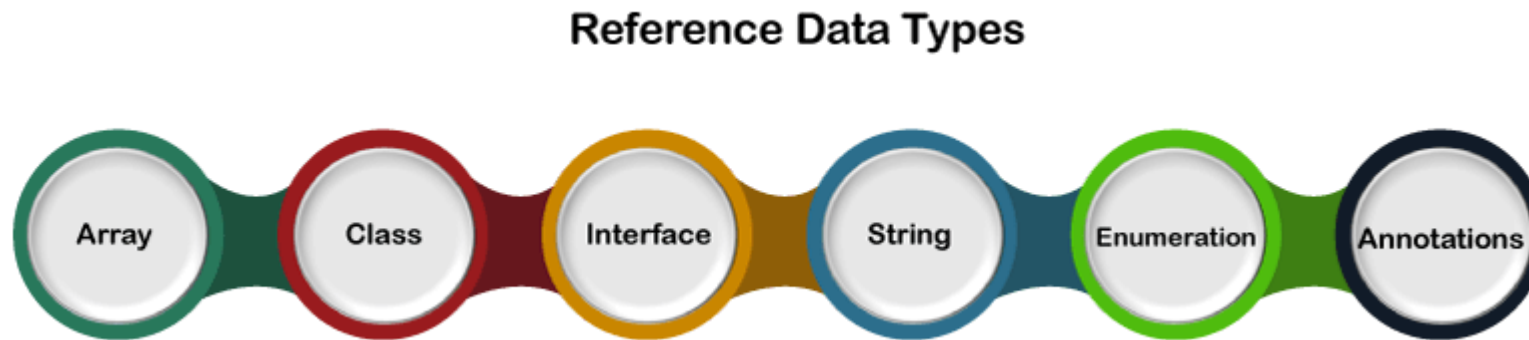 Reference Data Types
Array
Class
Interface
String
Enumeration
Annotations